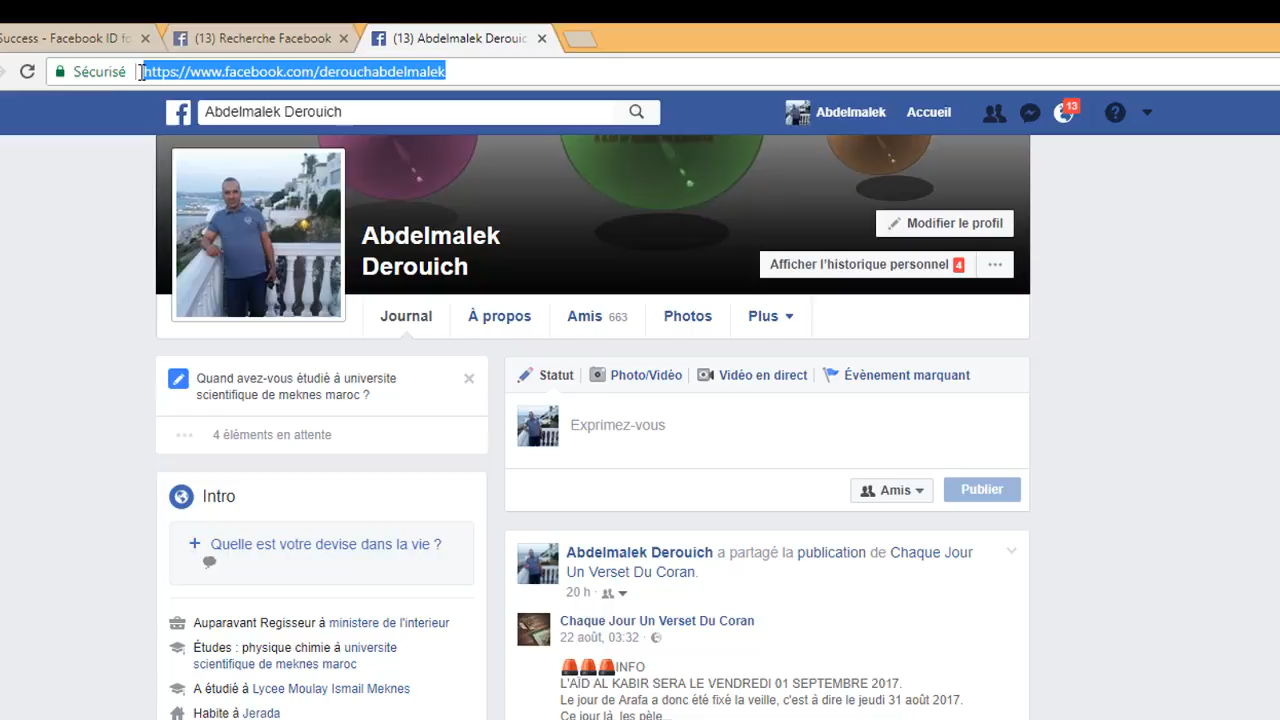 Success - Facebook ID fo
(13) Recherche Facebook
(13) Abdelmalek Derouic
Sécurisé
https://www.facebook.com/derouchabdelmalek
Abdelmalek Derouich
Abdelmalek
Accueil
13
Abdelmalek
Derouich
Modifier le profil
Afficher l'historique personnel 4
Journal
À propos
Amis 663
Photos
Plus
Quand avez-vous étudié à universite
scientifique de meknes maroc ?
4 éléments en attente
Intro
Quelle est votre devise dans la vie ?
Auparavant Regisseur à ministere de l'interieur
Études : physique chimie à universite
scientifique de meknes maroc
A étudié à Lycee Moulay Ismail Meknes
Habite à Jerada
Statut
Photo/Vidéo
Vidéo en direct
Évènement marquant
Exprimez-vous
Amis
Publier
Abdelmalek Derouich a partagé la publication de Chaque Jour
Un Verset Du Coran.
20 h
Chaque Jour Un Verset Du Coran
22 août, 03:32
INFO
L'AÏD AL KABIR SERA LE VENDREDI 01 SEPTEMBRE 2017.
Le jour de Arafa a donc été fixé la veille, c'est à dire le jeudi 31 août 2017.
Ce jour là, les pèle...